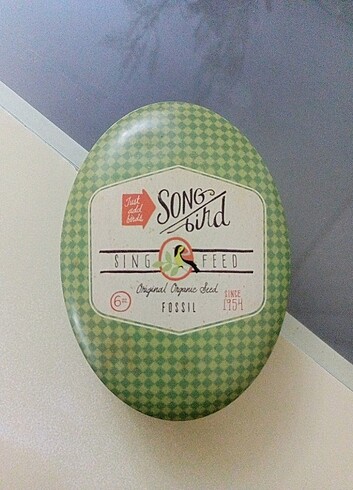 Just
add
birds
SONG
bird
SING FEED
Original Organic Seed
6oz
FOSSIL
SINCE
1954